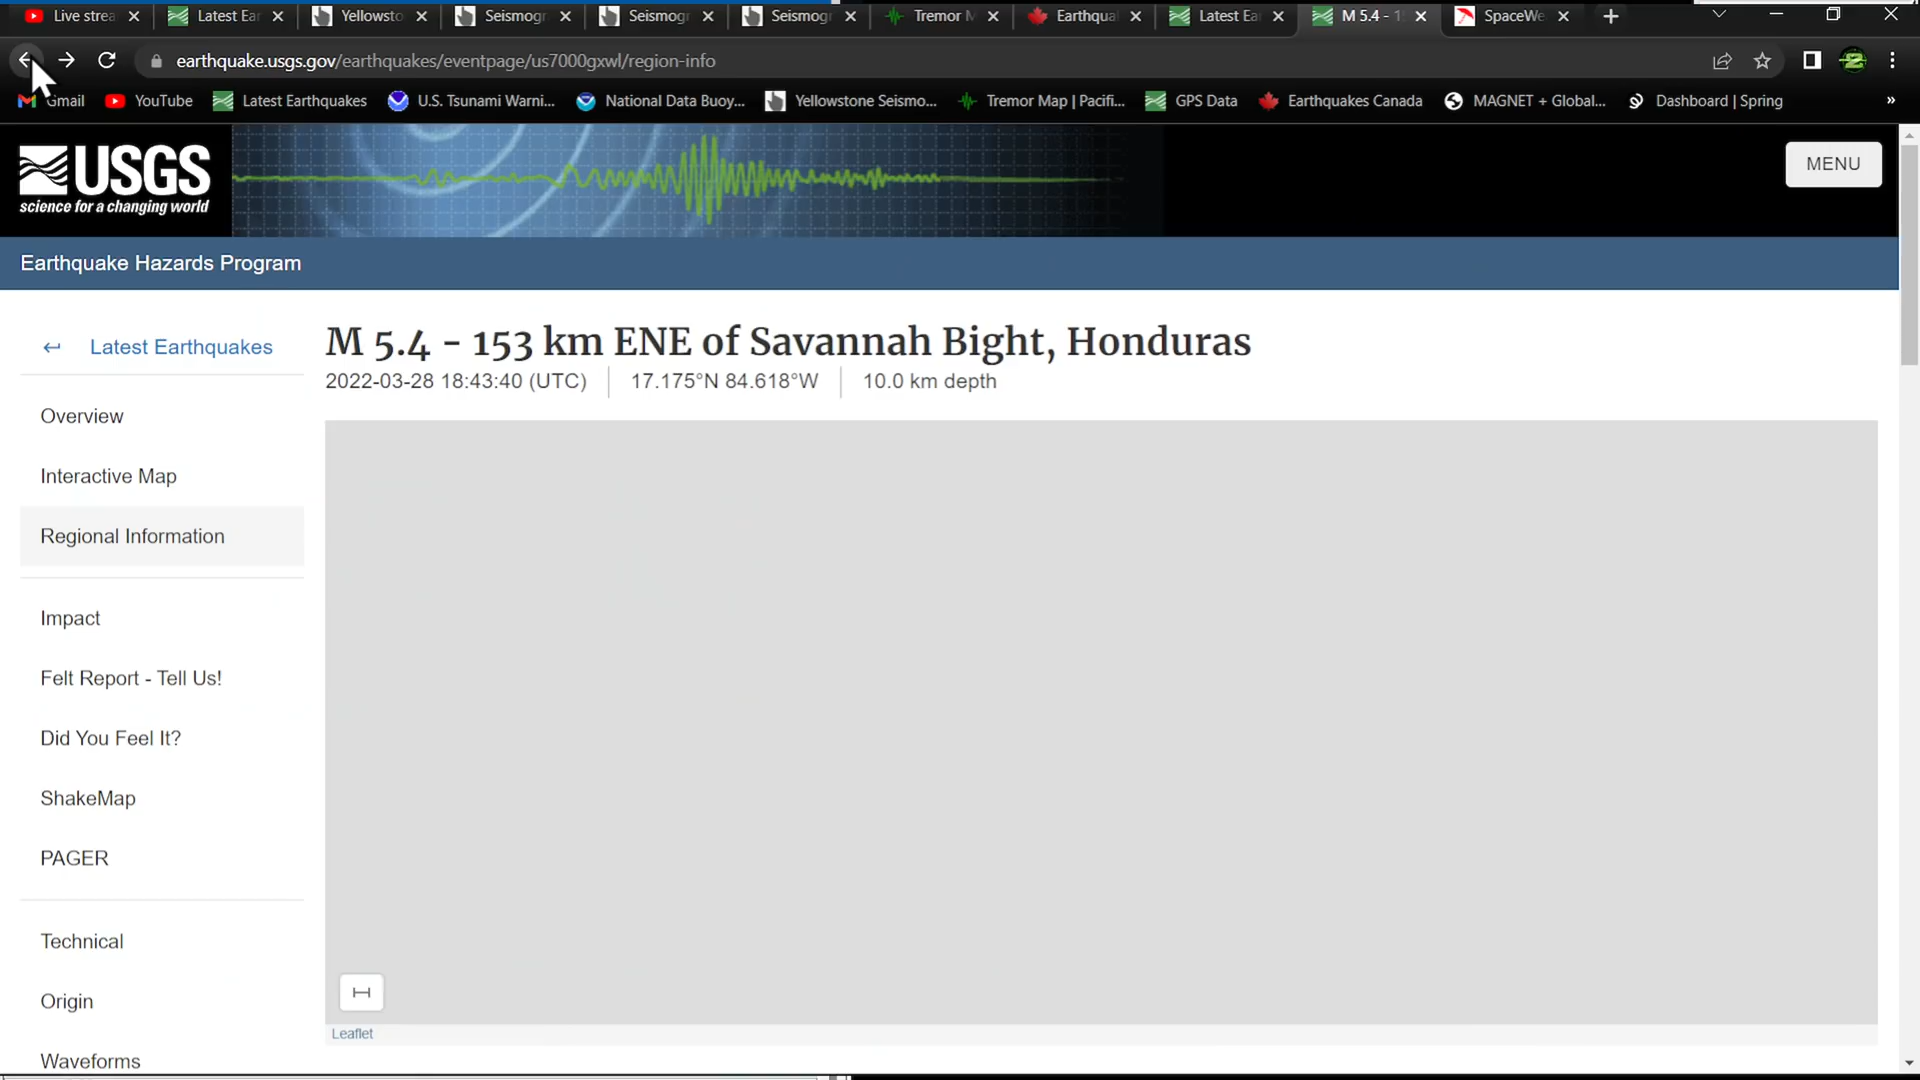 Live strea
Latest Ea
Yellowsto
Seismogr
Seismogr
Seismogr
Tremor M
Earthqua
Latest Ea
M 5.4 - 1
SpaceWe
earthquake.usgs.gov/earthquakes/eventpage/us7000gxwl/region-info
Gmail
YouTube
Latest Earthquakes
U.S. Tsunami Warni...
National Data Buoy...
Yellowstone Seismo...
Tremor Map | Pacifi...
GPS Data
Earthquakes Canada
MAGNET + Global...
Dashboard | Spring
»
USGS
science for a changing world
MENU
Earthquake Hazards Program
Latest Earthquakes
M 5.4 - 153 km ENE of Savannah Bight, Honduras
2022-03-28 18:43:40 (UTC)
17.175°N 84.618°W
10.0 km depth
Overview
Interactive Map
Regional Information
Impact
Felt Report - Tell Us!
Did You Feel It?
ShakeMap
PAGER
Technical
Origin
Waveforms
Leaflet